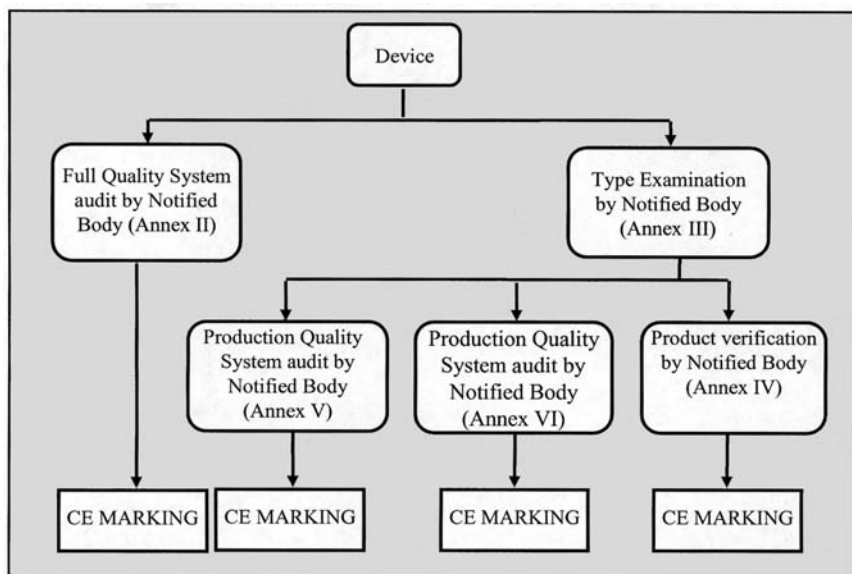 Device
Full Quality System
audit by Notified
Body (Annex II)
Type Examination
by Notified Body
(Annex III)
Production Quality
System audit by
Notified Body
(Annex V)
Production Quality
System audit by
Notified Body
(Annex VI)
Product verification
by Notified Body
(Annex IV)
CE MARKING
CE MARKING
CE MARKING
CE MARKING